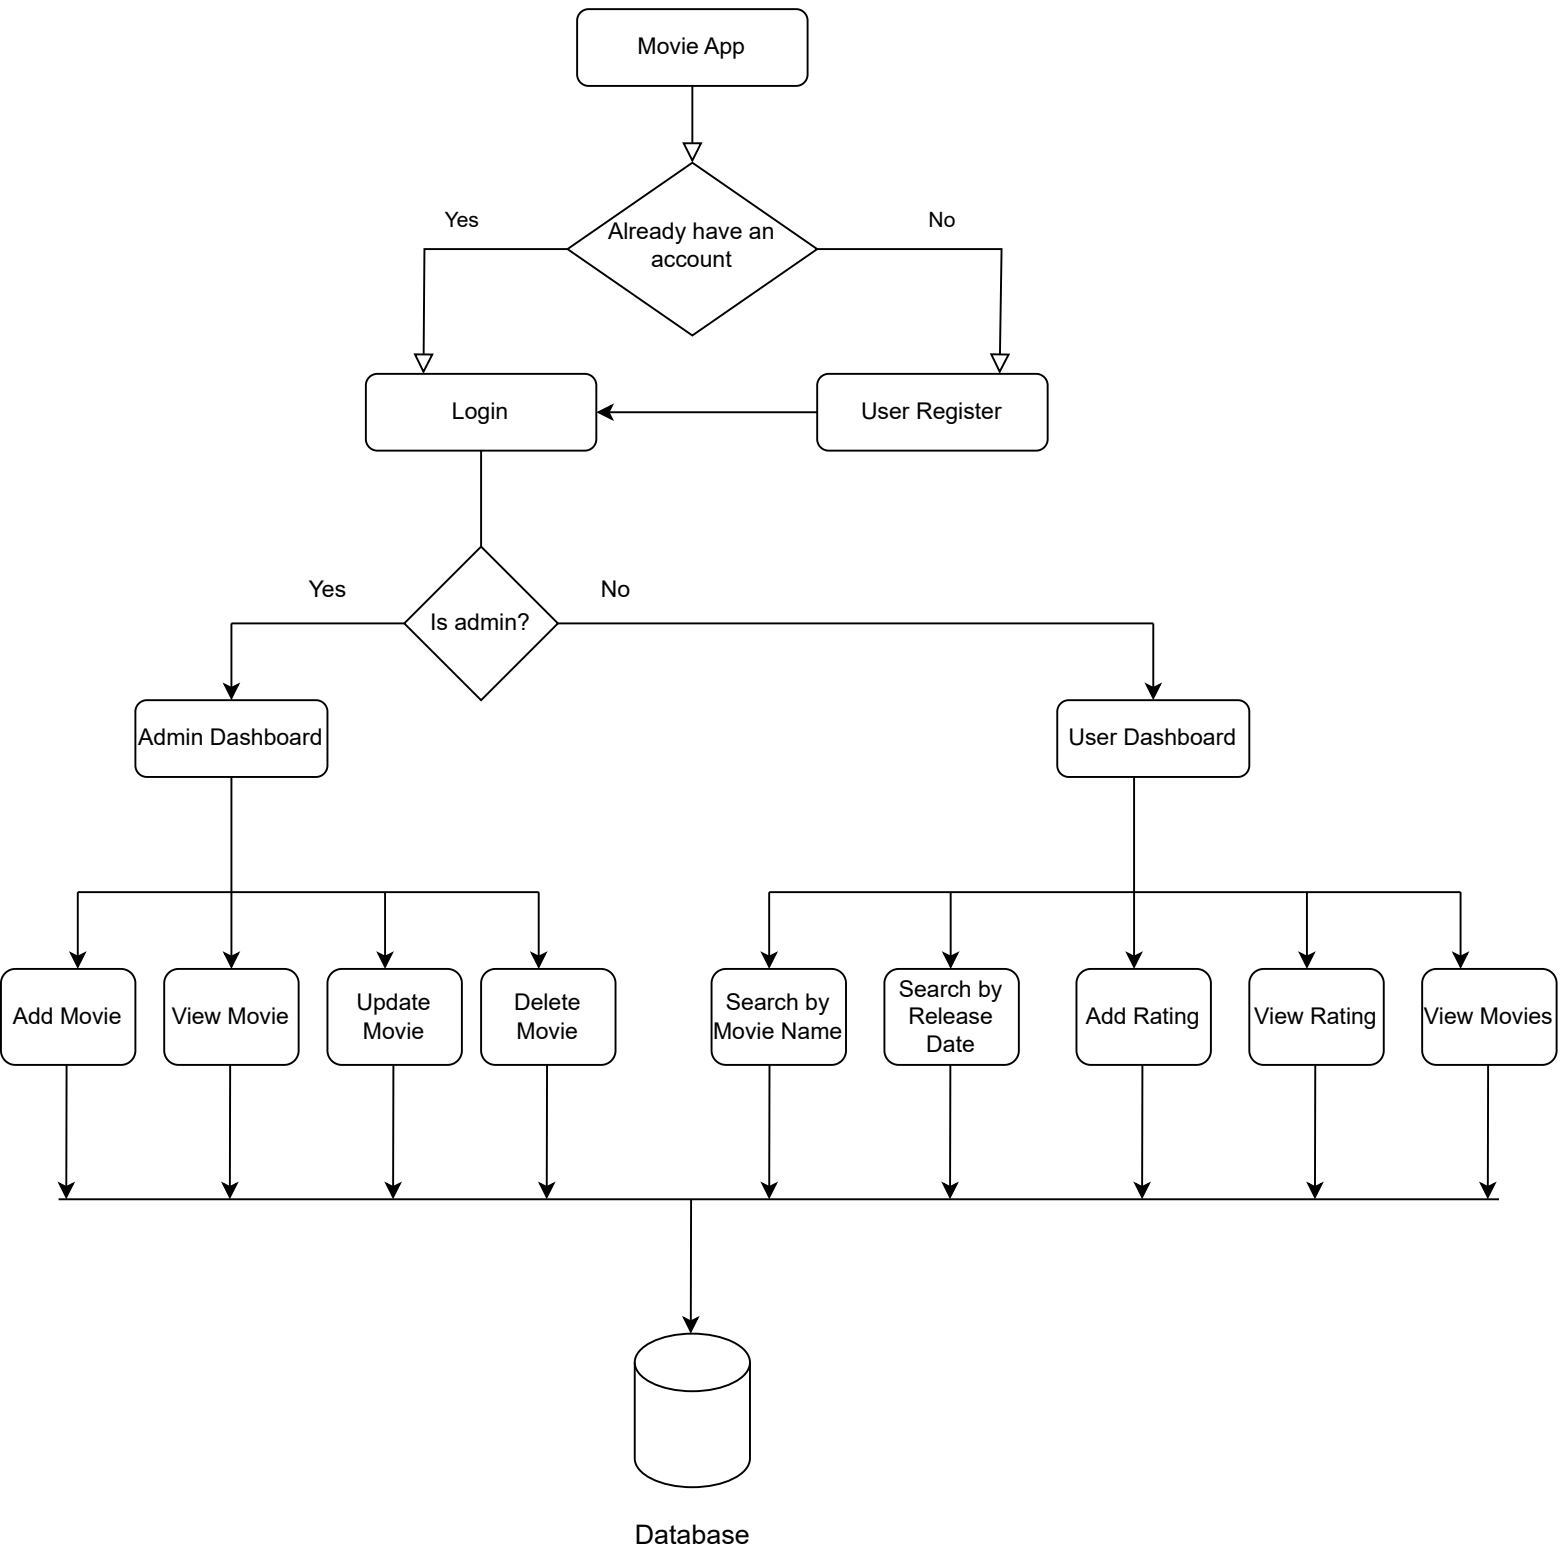 Movie App
Yes
No
Already have an
account
Login
User Register
Yes
No
Is admin?
Admin Dashboard
User Dashboard
Add Movie
View Movie
Update
Movie
Delete
Movie
Search by
Movie Name
Search by
Release
Date
Add Rating
View Rating
View Movies
Database